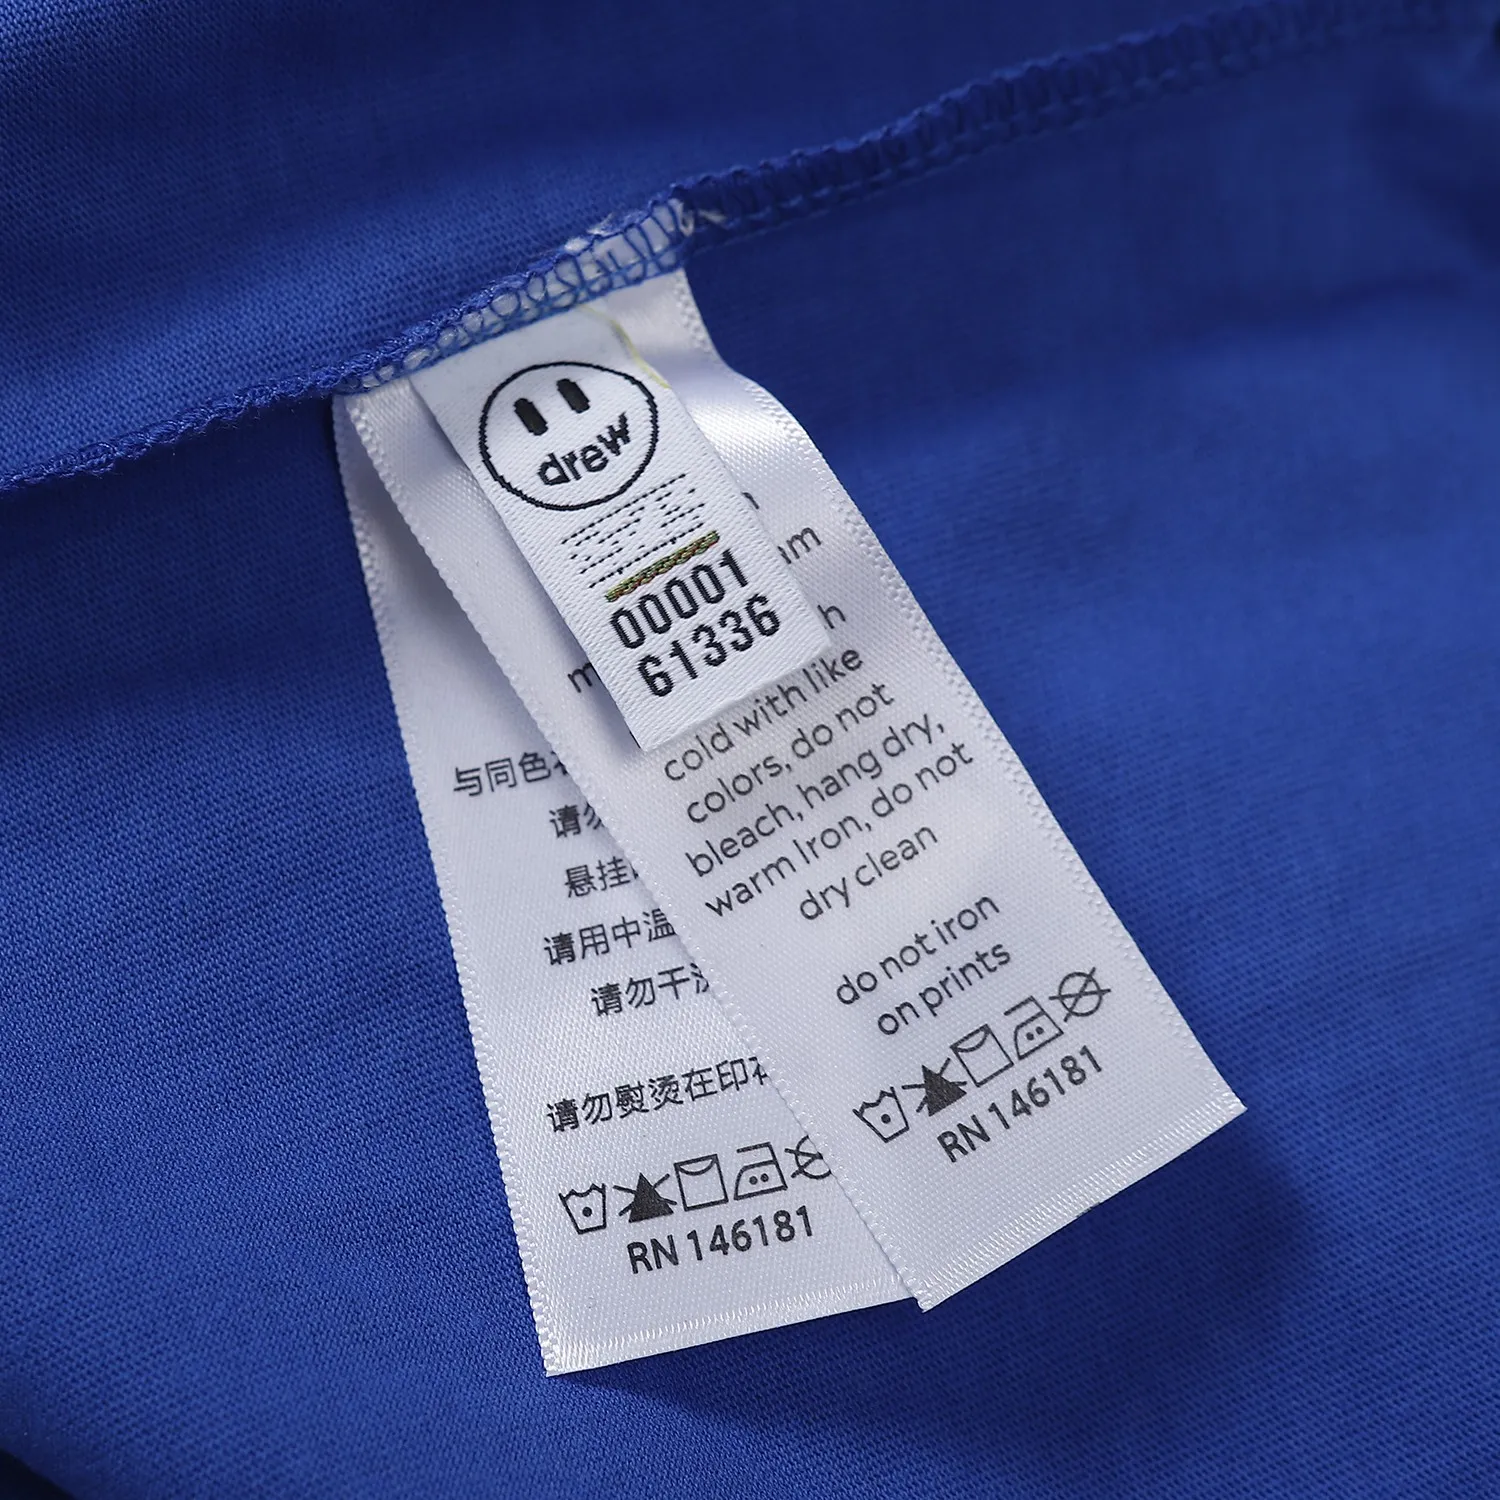 drew
00001
61336
cold with like
colors, do not
bleach, hang dry,
warm Iron, do not
dry clean
do not iron
on prints
RN 146181
与同色
请勿
悬挂
请用中温
请勿干
请勿熨烫在印
RN 146181